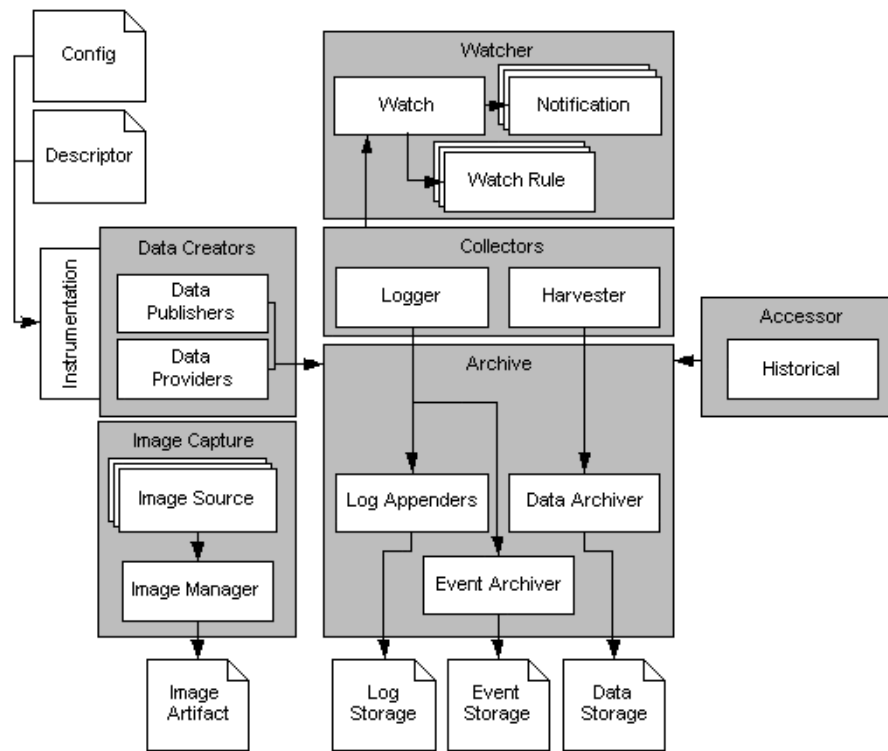 Config
Descriptor
Watcher
Watch
Notification
Watch Rule
Instrumentation
Data Creators
Data
Publishers
Data
Providers
Collectors
Logger
Harvester
Accessor
Historical
Archive
Log Appenders
Data Archiver
Event Archiver
Image Capture
Image Source
Image Manager
Image
Artifact
Log
Storage
Event
Storage
Data
Storage